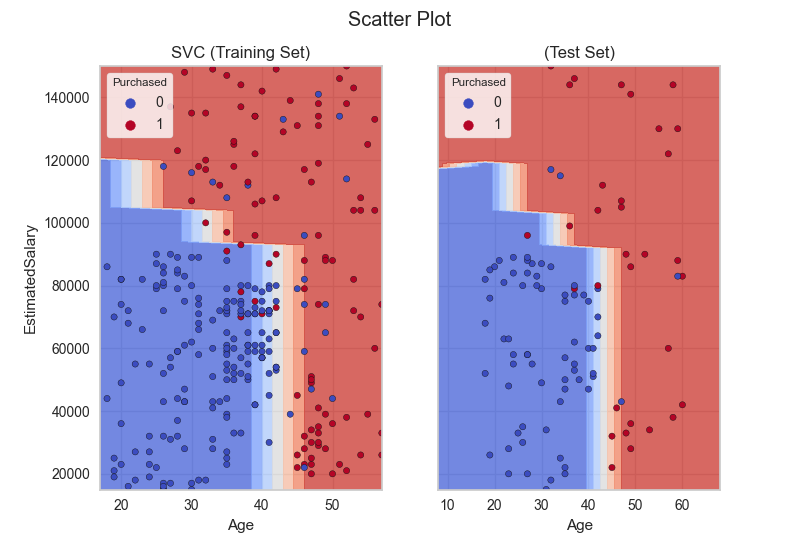 Scatter Plot
SVC (Training Set)
(Test Set)
Purchased
0
1
Purchased
0
1
EstimatedSalary
140000
120000
100000
80000
60000
40000
20000
20
30
40
50
10
20
30
40
50
60
Age
Age